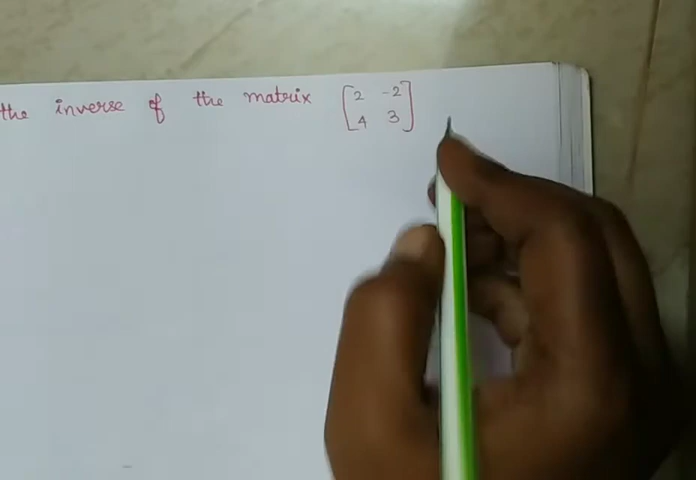 the inverse of the matrix [2 -2
4 3]